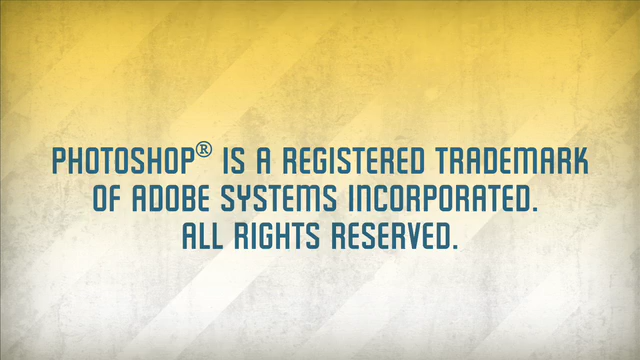 PHOTOSHOP® IS A REGISTERED TRADEMARK
OF ADOBE SYSTEMS INCORPORATED.
ALL RIGHTS RESERVED.